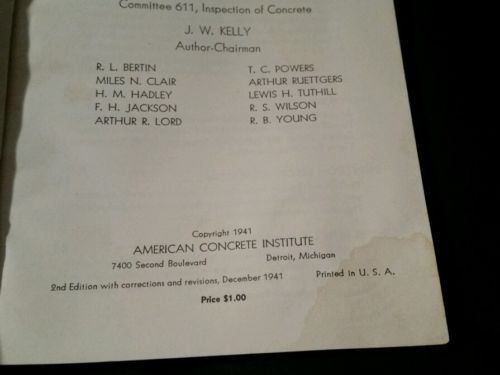 Committee 611, Inspection of Concrete
J. W. KELLY
Author-Chairman
R. L. BERTIN
MILES N. CLAIR
H. M. HADLEY
F. H. JACKSON
ARTHUR R. LORD
T. C. POWERS
ARTHUR RUETTGERS
LEWIS H. TUTHILL
R. S. WILSON
R. B. YOUNG
Copyright 1941
AMERICAN CONCRETE INSTITUTE
7400 Second Boulevard Detroit, Michigan
2nd Edition with corrections and revisions, December 1941 Printed in U. S. A.
Price $1.00